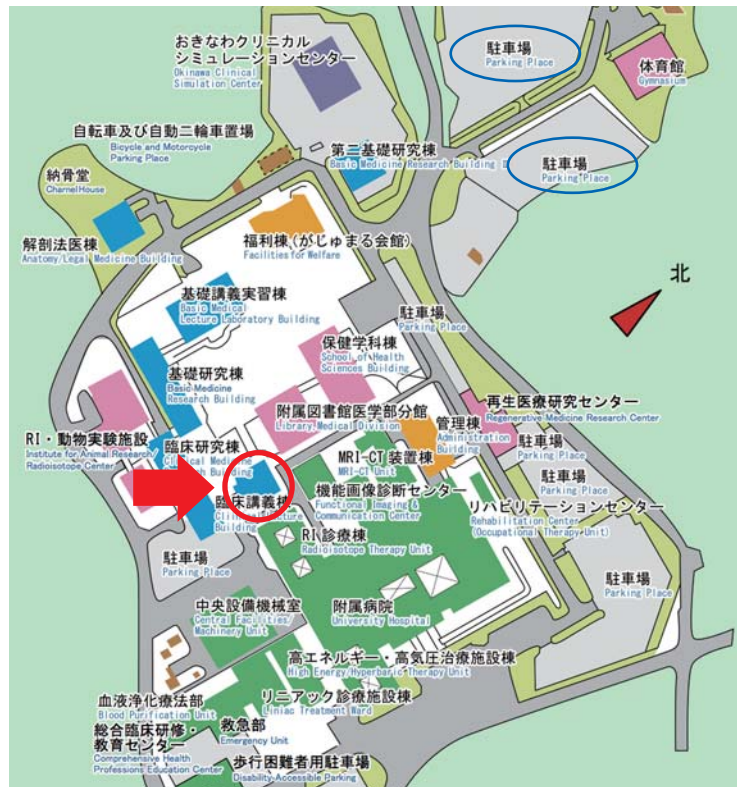 おきなわクリニカル
シミュレーションセンター
Okinawa Clinical
Simulation Center
駐車場
Parking Place
体育館
Gymnasium
自転車及び自動二輪車置場
Bicycle and Motorcycle
Parking Place
第二基礎研究棟
Basic Medicine Research Building
駐車場
Parking Place
納骨堂
CharnelHouse
解剖法医棟
Anatomy/Legal Medicine Building
福利棟(がじゅまる会館)
Facilities for Welfare
北
基礎講義実習棟
Basic Medical
Lecture Laboratory Building
駐車場
Parking Place
保健学科棟
School of Health
Sciences Building
基礎研究棟
Basic Medicine
Research Building
再生医療研究センター
Regenerative Medicine Research Center
附属図書館医学部分館
Library Medical Division
管理棟
Administration
Building
RI・動物実験施設
Institute for Animal Research/
Radioisotope Center
臨床研究棟
Clinical Medicine
Building
駐車場
Parking Place
MRI-CT 装置棟
MRI-CT Unit
駐車場
Parking Place
機能画像診断センター
Functional Imaging &
Communication Center
臨床講義棟
Building
リハビリテーションセンター
Rehabilitation Center
(Occupational Therapy Unit)
RI 診療棟
Radioisotope Therapy Unit
駐車場
Parking Place
駐車場
Parking Place
中央設備機械室
Central Facilities/
Machinery Unit
附属病院
University Hospital
高エネルギー・高気圧治療施設棟
High Energy/Hyperbaric Therapy Unit
血液浄化療法部
Blood Purification Unit
リニアック診療施設棟
Liniac Treatment Ward
総合臨床研修・
教育センター
Comprehensive Health
Professions Education Center
救急部
Emergency Unit
歩行困難者用駐車場
Disability Accessible Parking